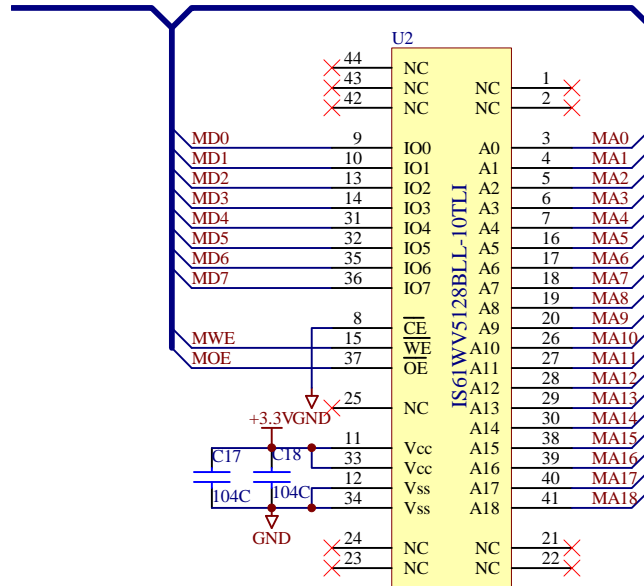 U2
44 NC
43 NC NC 1
42 NC NC 2
MD0 9 IO0 A0 3 MA0
MD1 10 IO1 A1 4 MA1
MD2 13 IO2 A2 5 MA2
MD3 14 IO3 A3 6 MA3
MD4 31 IO4 A4 7 MA4
MD5 32 IO5 A5 16 MA5
MD6 35 IO6 A6 17 MA6
MD7 36 IO7 A7 18 MA7
A8 19 MA8
8 CE A9 20 MA9
MWE 15 WE A10 26 MA10
MOE 37 OE A11 27 MA11
A12 28 MA12
25 NC A13 29 MA13
+3.3V GND A14 30 MA14
11 Vcc A15 38 MA15
C17 C18 33 Vcc A16 39 MA16
12 Vss A17 40 MA17
104C 104C 34 Vss A18 41 MA18
GND
24 NC NC 21
23 NC NC 22
IS61WV5128BLL-10TLI